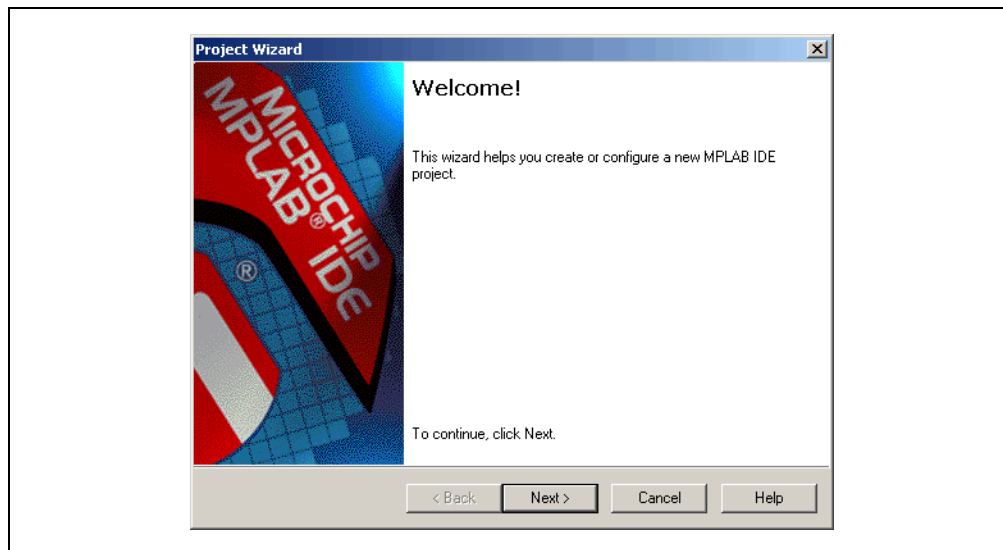 Project Wizard
MICROCHIP
MPLAB® IDE
®
Welcome!
This wizard helps you create or configure a new MPLAB IDE
project.
To continue, click Next.
< Back
Next >
Cancel
Help